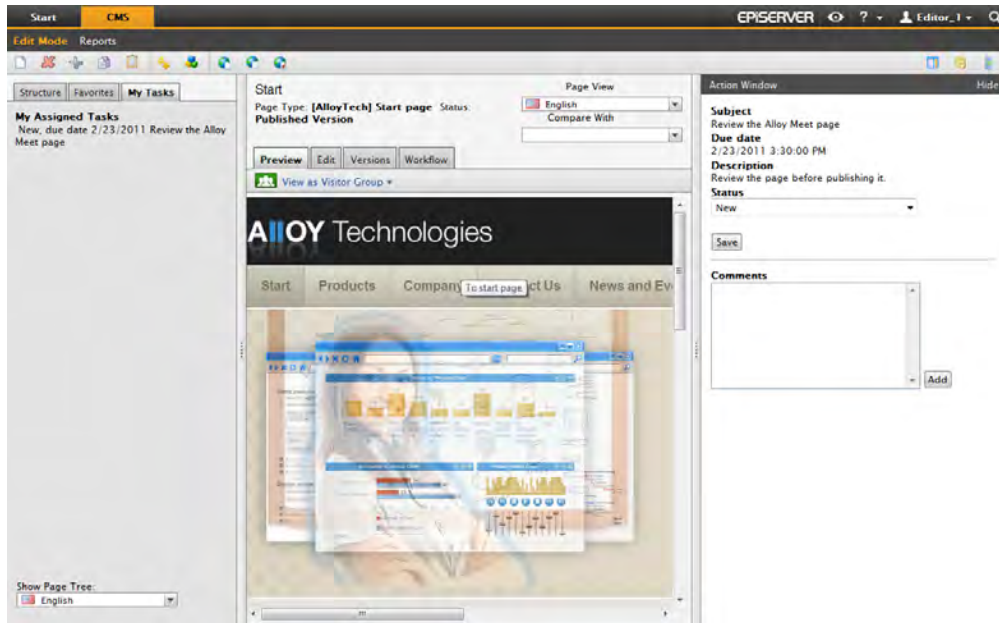 Start
CMS
EPiSERVER
?
Editor_1
Edit Mode
Reports
Structure
Favorites
My Tasks
My Assigned Tasks
New, due date 2/23/2011 Review the Alloy
Meet page
Show Page Tree:
English
Start
Page Type: [AlloyTech] Start page Status:
Published Version
Page View
English
Compare With
Preview
Edit
Versions
Workflow
View as Visitor Group
AllOY Technologies
Start
Products
Company
To start page
ct Us
News and Ev
Action Window
Hide
Subject
Review the Alloy Meet page
Due date
2/23/2011 3:30:00 PM
Description
Review the page before publishing it.
Status
New
Save
Comments
Add